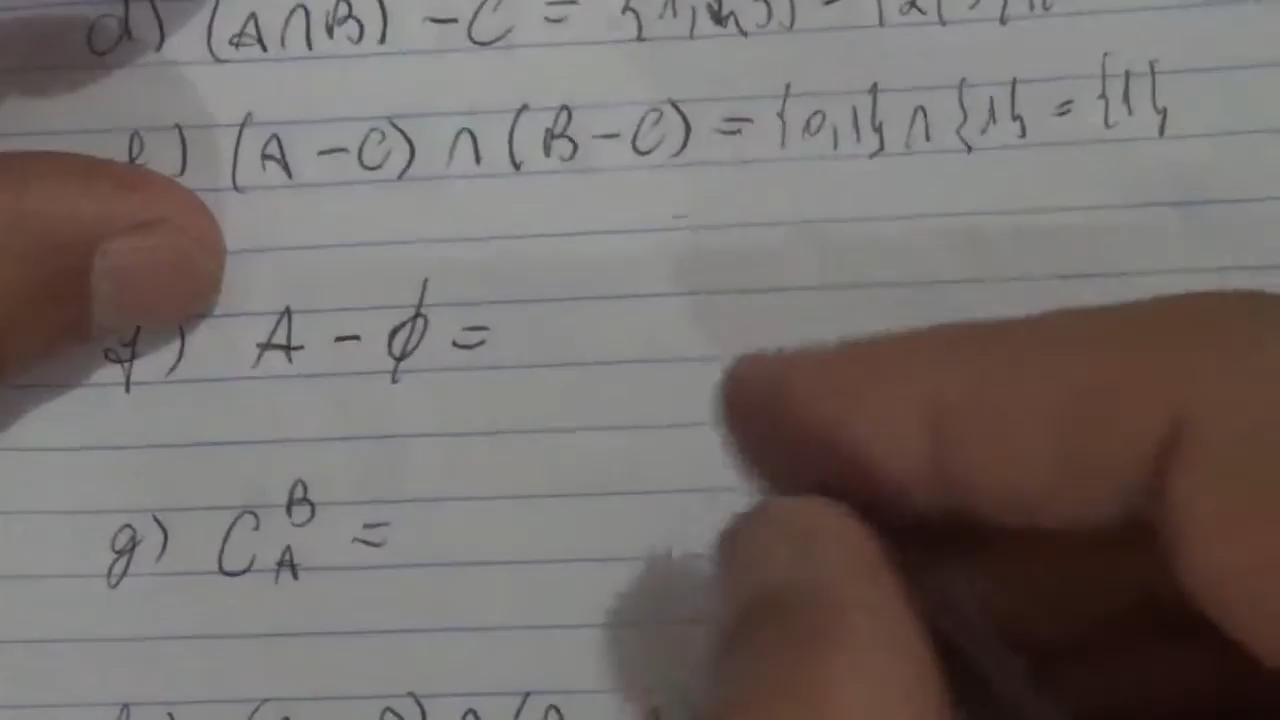 d) (A∩B) - C =
e) (A - C) ∩ (B - C) = {0,1} ∩ {1} = {1}
f) A - ϕ =
g) C_A^B =